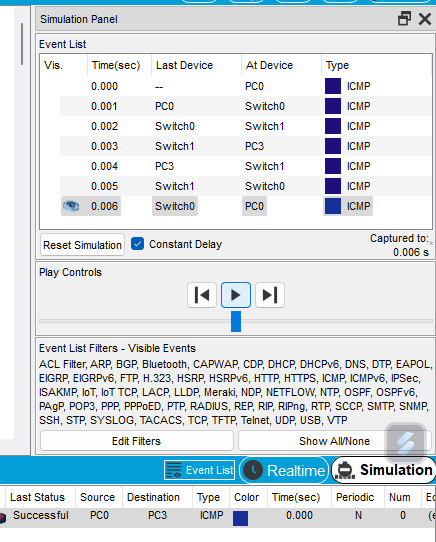 Simulation Panel
Event List
Vis. Time(sec) Last Device At Device Type
0.000 -- PC0 ICMP
0.001 PC0 Switch0 ICMP
0.002 Switch0 Switch1 ICMP
0.003 Switch1 PC3 ICMP
0.004 PC3 Switch1 ICMP
0.005 Switch1 Switch0 ICMP
0.006 Switch0 PC0 ICMP
Reset Simulation Constant Delay Captured to:
0.006 s
Play Controls
Event List Filters - Visible Events
ACL Filter, ARP, BGP, Bluetooth, CAPWAP, CDP, DHCP, DHCPv6, DNS, DTP, EAPOL,
EIGRP, EIGRPv6, FTP, H.323, HSRP, HSRPv6, HTTP, HTTPS, ICMP, ICMPv6, IPSec,
ISAKMP, IoT, IoT TCP, LACP, LLDP, Meraki, NDP, NETFLOW, NTP, OSPF, OSPFv6,
PAgP, POP3, PPP, PPPoED, PTP, RADIUS, REP, RIP, RIPng, RTP, SCCP, SMTP, SNMP,
SSH, STP, SYSLOG, TACACS, TCP, TFTP, Telnet, UDP, USB, VTP
Edit Filters Show All/None
Event List Realtime Simulation
Last Status Source Destination Type Color Time(sec) Periodic Num
Successful PC0 PC3 ICMP 0.000 N 0